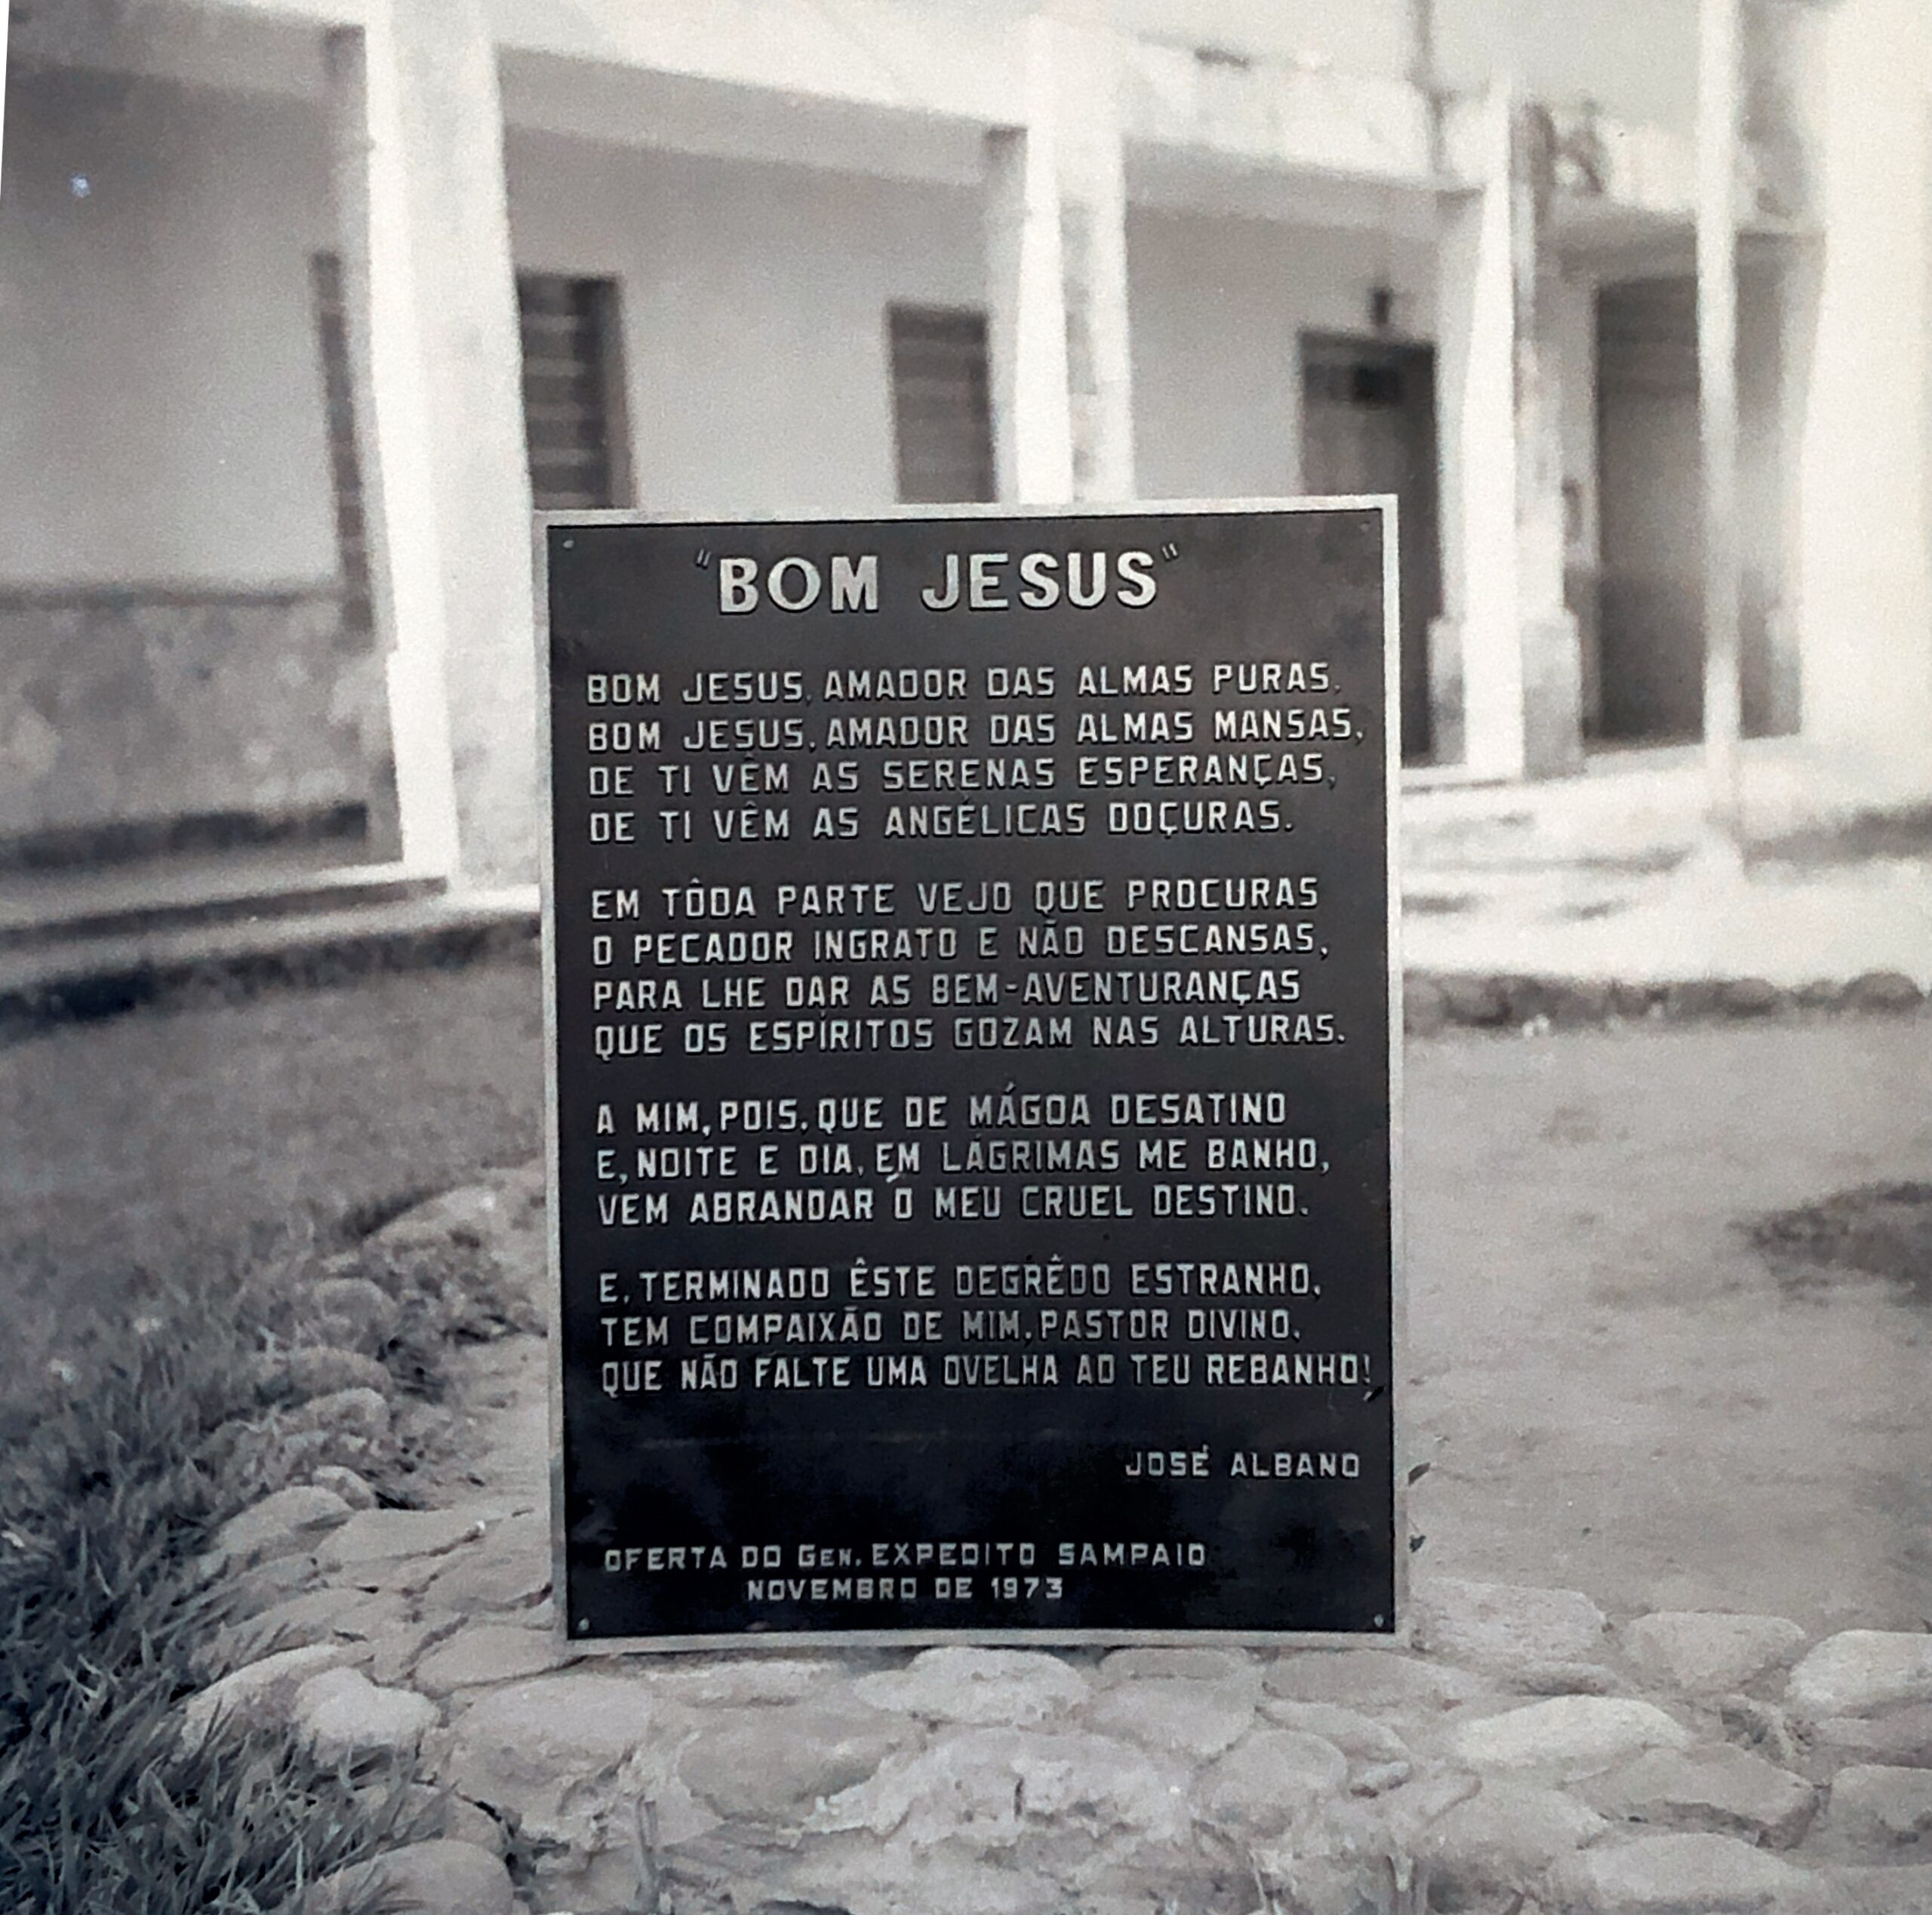 "BOM JESUS"
BOM JESUS, AMADOR DAS ALMAS PURAS,
BOM JESUS, AMADOR DAS ALMAS MANSAS,
DE TI VÊM AS SERENAS ESPERANÇAS,
DE TI VÊM AS ANGÉLICAS DOÇURAS.
EM TÔDA PARTE VEJO QUE PROCURAS
O PECADOR INGRATO E NÃO DESCANSAS,
PARA LHE DAR AS BEM-AVENTURANÇAS
QUE OS ESPÍRITOS GOZAM NAS ALTURAS.
A MIM, POIS, QUE DE MÁGOA DESATINO
E, NOITE E DIA, EM LÁGRIMAS ME BANHO,
VEM ABRANDAR O MEU CRUEL DESTINO.
E, TERMINADO ÊSTE DEGRÊDO ESTRANHO,
TEM COMPAIXÃO DE MIM, PASTOR DIVINO,
QUE NÃO FALTE UMA OVELHA AO TEU REBANHO!
JOSÉ ALBANO
OFERTA DO GEN. EXPEDITO SAMPAIO
NOVEMBRO DE 1973